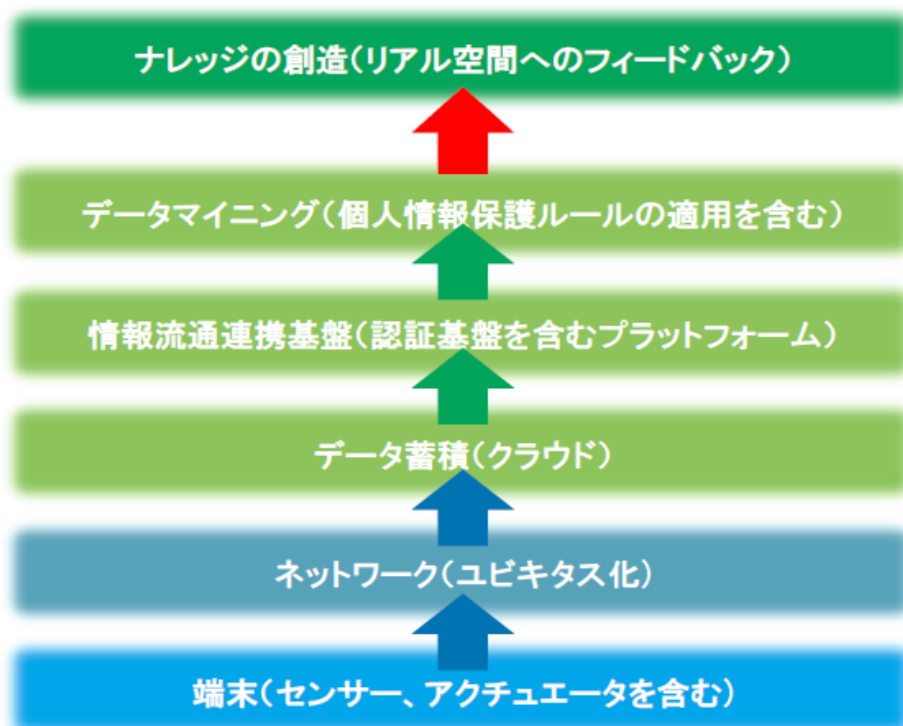 ナレッジの創造(リアル空間へのフィードバック)
データマイニング(個人情報保護ルールの適用を含む)
情報流通連携基盤(認証基盤を含むプラットフォーム)
データ蓄積(クラウド)
ネットワーク(ユビキタス化)
端末(センサー、アクチュエータを含む)